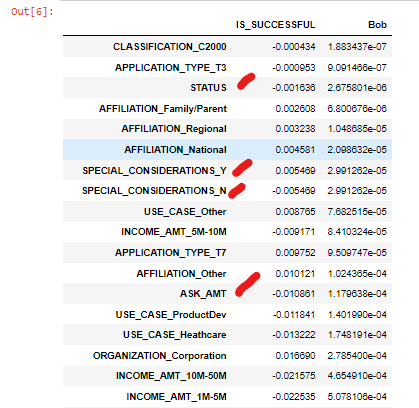 Out[6]:
IS_SUCCESSFUL Bob
CLASSIFICATION_C2000 -0.000434 1.883437e-07
APPLICATION_TYPE_T3 -0.000953 9.091466e-07
STATUS -0.001636 2.675801e-06
AFFILIATION_Family/Parent 0.002608 6.800676e-06
AFFILIATION_Regional 0.003238 1.048685e-05
AFFILIATION_National 0.004581 2.098632e-05
SPECIAL_CONSIDERATIONS_Y 0.005469 2.991262e-05
SPECIAL_CONSIDERATIONS_N -0.005469 2.991262e-05
USE_CASE_Other 0.008765 7.682515e-05
INCOME_AMT_5M-10M -0.009171 8.410324e-05
APPLICATION_TYPE_T7 0.009752 9.509747e-05
AFFILIATION_Other 0.010121 1.024365e-04
ASK_AMT -0.010861 1.179638e-04
USE_CASE_ProductDev -0.011841 1.401990e-04
USE_CASE_Heathcare -0.013222 1.748191e-04
ORGANIZATION_Corporation 0.016690 2.785400e-04
INCOME_AMT_10M-50M -0.021575 4.654910e-04
INCOME_AMT_1M-5M -0.022535 5.078106e-04